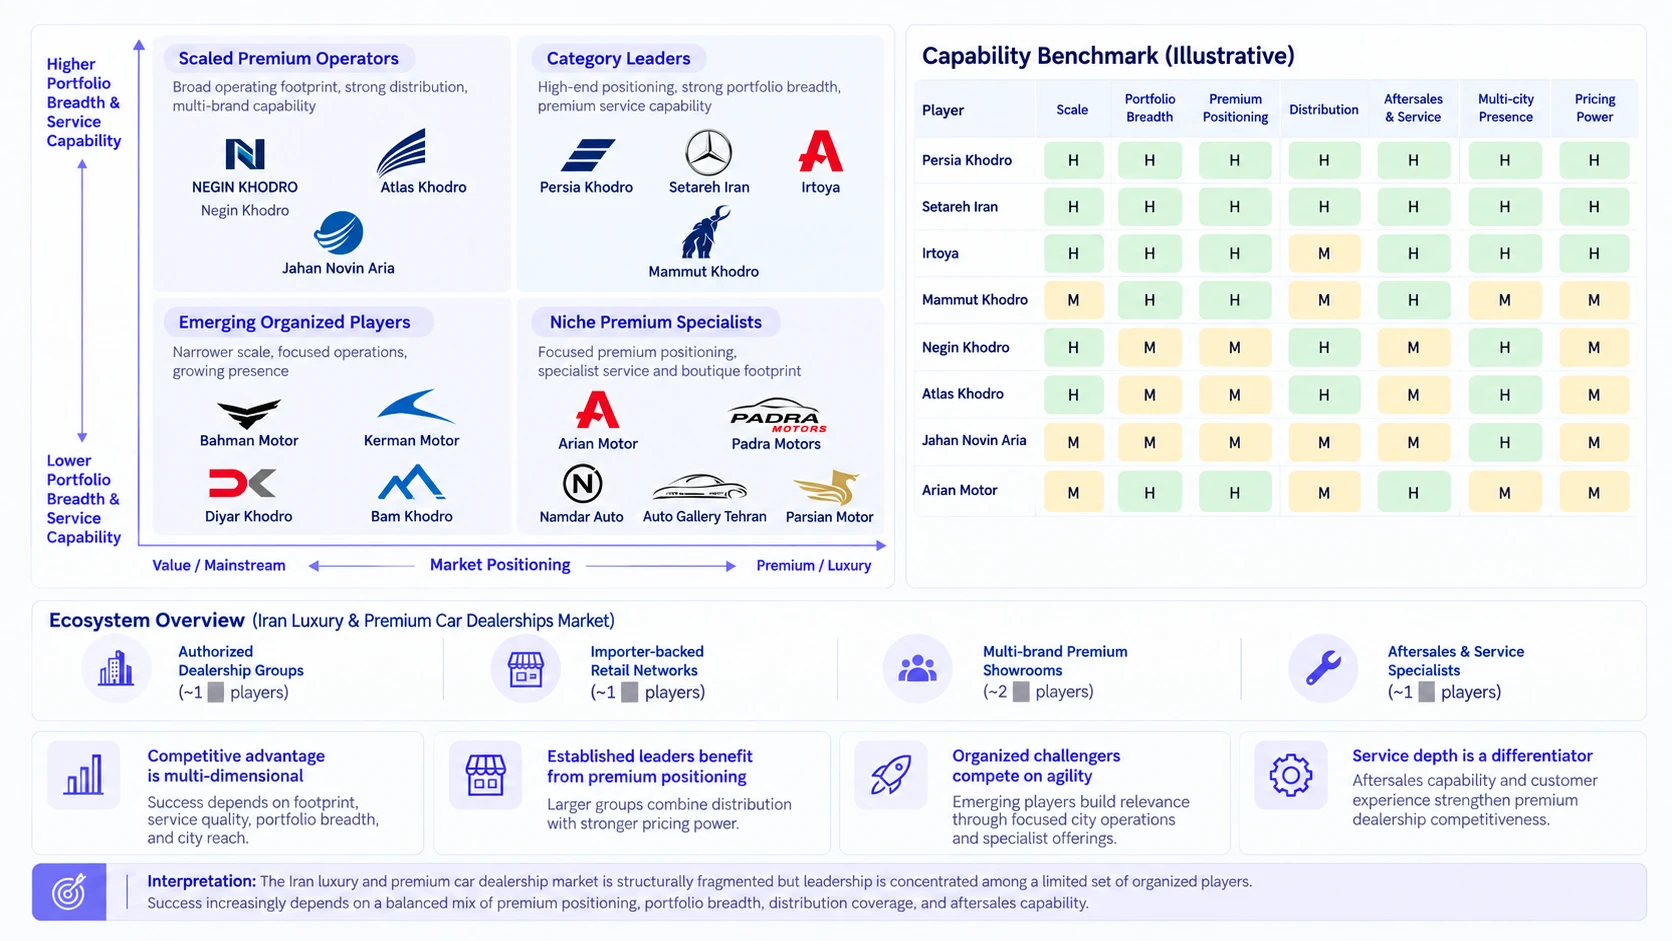 Higher
Portfolio
Breadth &
Service
Capability
Lower
Portfolio
Breadth &
Service
Capability
Scaled Premium Operators
Broad operating footprint, strong distribution,
multi-brand capability
N
NEGIN KHODRO
Negin Khodro
Atlas Khodro
Jahan Novin Aria
Category Leaders
High-end positioning, strong portfolio breadth,
premium service capability
Persia Khodro
Setareh Iran
Irtoya
Mammut Khodro
Emerging Organized Players
Narrower scale, focused operations,
growing presence
Bahman Motor
Kerman Motor
DK
Diyar Khodro
Bam Khodro
Niche Premium Specialists
Focused premium positioning,
specialist service and boutique footprint
Arian Motor
PADRA
MOTORS
Padra Motors
N
Namdar Auto
Auto Gallery Tehran
Parsian Motor
Value / Mainstream
Market Positioning
Premium / Luxury
Capability Benchmark (Illustrative)
Player Scale Portfolio Breadth Premium Positioning Distribution Aftersales & Service Multi-city Presence Pricing Power
Persia Khodro H H H H H H H
Setareh Iran H H H H H H H
Irtoya H H H M H H H
Mammut Khodro M H H M H M M
Negin Khodro H M M H M H M
Atlas Khodro H M M H M H M
Jahan Novin Aria M M M M M H M
Arian Motor M H H M H M M
Ecosystem Overview (Iran Luxury & Premium Car Dealerships Market)
Authorized
Dealership Groups
(~1 players)
Importer-backed
Retail Networks
(~1 players)
Multi-brand Premium
Showrooms
(~2 players)
Aftersales & Service
Specialists
(~1 players)
Competitive advantage
is multi-dimensional
Success depends on footprint,
service quality, portfolio breadth,
and city reach.
Established leaders benefit
from premium positioning
Larger groups combine distribution
with stronger pricing power.
Organized challengers
compete on agility
Emerging players build relevance
through focused city operations
and specialist offerings.
Service depth is a differentiator
Aftersales capability and customer
experience strengthen premium
dealership competitiveness.
Interpretation: The Iran luxury and premium car dealership market is structurally fragmented but leadership is concentrated among a limited set of organized players.
Success increasingly depends on a balanced mix of premium positioning, portfolio breadth, distribution coverage, and aftersales capability.